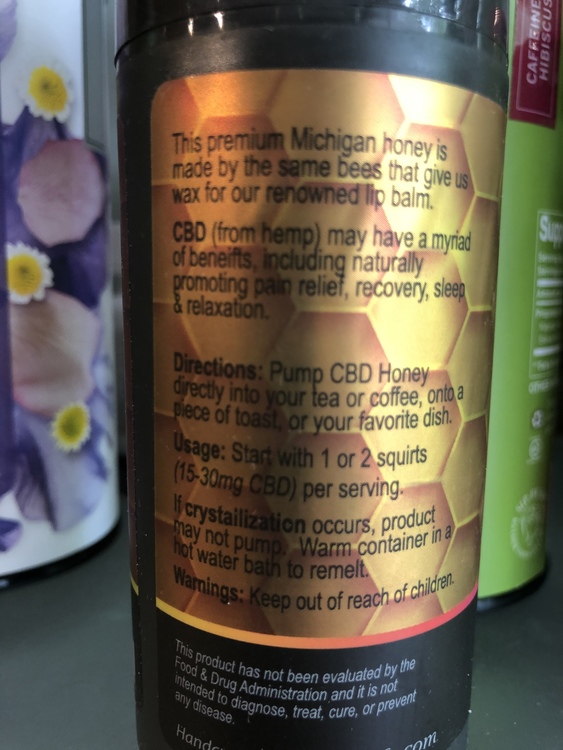 This premium Michigan honey is
made by the same bees that give us
wax for our renowned lip balm.
CBD (from hemp) may have a myriad
of beneifts, including naturally
promoting pain relief, recovery, sleep
& relaxation.
Directions: Pump CBD Honey
directly into your tea or coffee, onto a
piece of toast, or your favorite dish.
Usage: Start with 1 or 2 squirts
(15-30mg CBD) per serving.
If crystallization occurs, product
may not pump. Warm container in a
hot water bath to remelt.
Warnings: Keep out of reach of children.
This product has not been evaluated by the
Food & Drug Administration and it is not
intended to diagnose, treat, cure, or prevent
any disease.
CAFFEINE
HIBISCUS